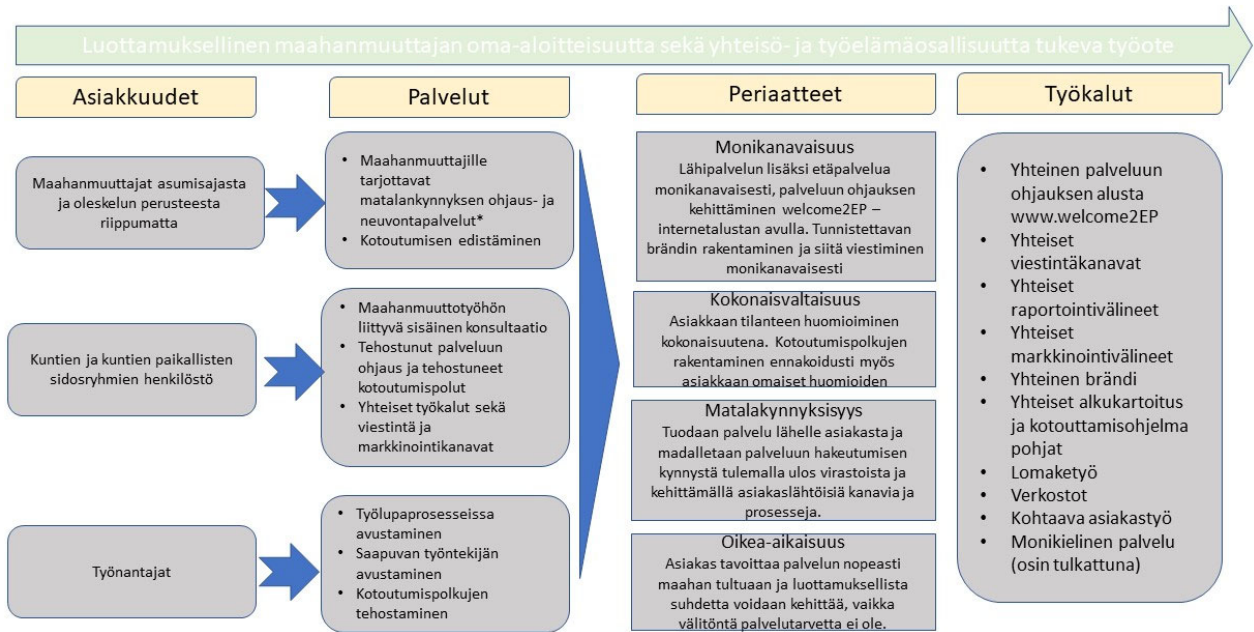 Luottamuksellinen maahanmuuttajan oma-aloitteisuutta sekä yhteisö- ja työelämäosallisuutta tukeva työote
Asiakkuudet
Maahanmuuttajat asumisajasta
ja oleskelun perusteesta
riippumatta
Kuntien ja kuntien paikallisten
sidosryhmien henkilöstö
Työnantajat
Palvelut
• Maahanmuuttajille
tarjottavat
matalankynnyksen ohjaus- ja
neuvontapalvelut*
• Kotoutumisen edistäminen
• Maahanmuuttotyöhön
liittyvä sisäinen konsultaatio
• Tehostunut palveluun
ohjaus ja tehostuneet
kotoutumispolut
• Yhteiset työkalut sekä
viestintä ja
markkinointikanavat
• Työlupaprosesseissa
avustaminen
• Saapuvan työntekijän
avustaminen
• Kotoutumispolkujen
tehostaminen
Periaatteet
Monikanavaisuus
Lähipalvelun lisäksi etäpalvelua
monikanavaisesti, palveluun ohjauksen
kehittäminen welcome2EP –
internetalustan avulla. Tunnistettavan
brändin rakentaminen ja siitä viestiminen
monikanavaisesti
Kokonaisvaltaisuus
Asiakkaan tilanteen huomioiminen
kokonaisuutena. Kotoutumispolkujen
rakentaminen ennakoidusti myös
asiakkaan omaiset huomioiden
Matalakynnyksisyys
Tuodaan palvelu lähelle asiakasta ja
madalletaan palveluun hakeutumisen
kynnystä tulemalla ulos virastoista ja
kehittämällä asiakaslähtöisiä kanavia ja
prosesseja.
Oikea-aikaisuus
Asiakas tavoittaa palvelun nopeasti
maahan tultuaan ja luottamuksellista
suhdetta voidaan kehittää, vaikka
välitöntä palvelutarvetta ei ole.
Työkalut
• Yhteinen palveluun
ohjauksen alusta
www.welcome2EP
• Yhteiset
viestintäkanavat
• Yhteiset
raportointivälineet
• Yhteiset
markkinointivälineet
• Yhteinen brändi
• Yhteiset alkukartoitus
ja kotouttamisohjelma
pohjat
• Lomaketyö
• Verkostot
• Kohtaava asiakastyö
• Monikielinen palvelu
(osin tulkattuna)